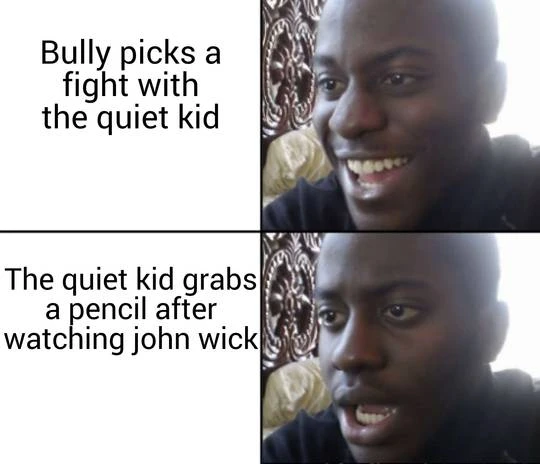 Bully picks a
fight with
the quiet kid
The quiet kid grabs
a pencil after
watching john wick